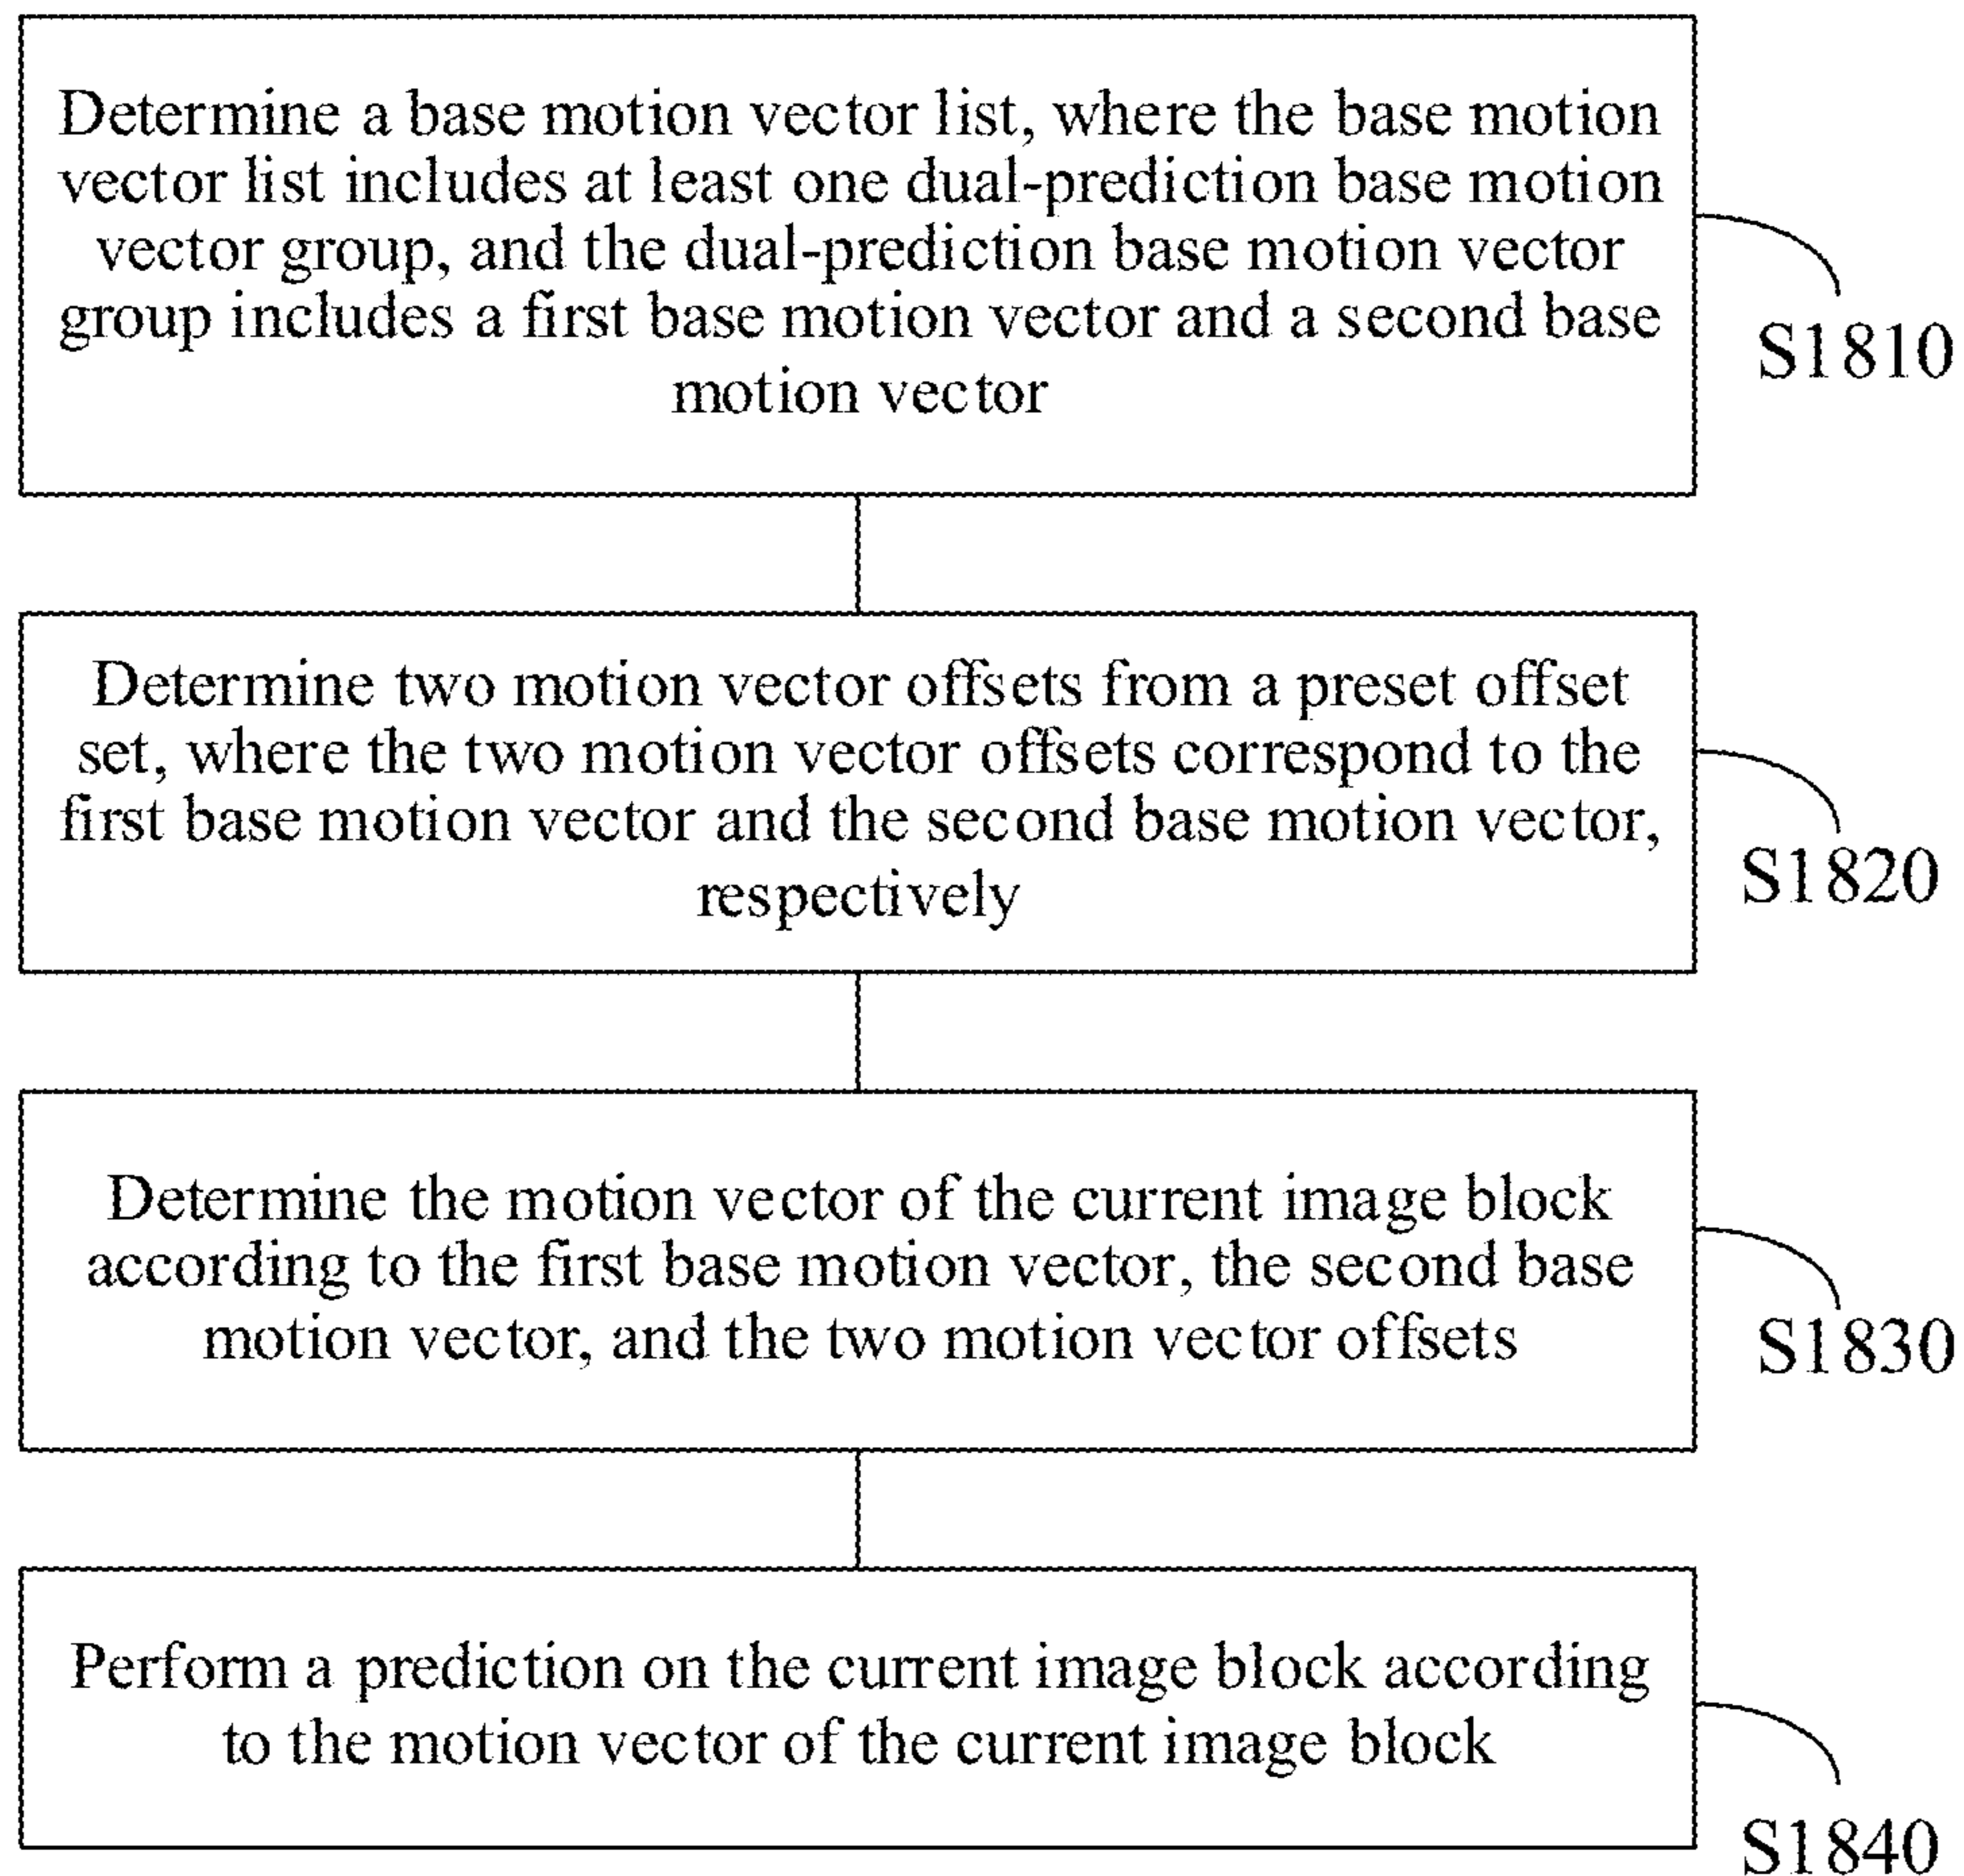 Determine a base motion vector list, where the base motion
vector list includes at least one dual-prediction base motion
vector group, and the dual-prediction base motion vector
group includes a first base motion vector and a second base
motion vector
S1810
Determine two motion vector offsets from a preset offset
set, where the two motion vector offsets correspond to the
first base motion vector and the second base motion vector,
respectively
S1820
Determine the motion vector of the current image block
according to the first base motion vector, the second base
motion vector, and the two motion vector offsets
S1830
Perform a prediction on the current image block according
to the motion vector of the current image block
S1840